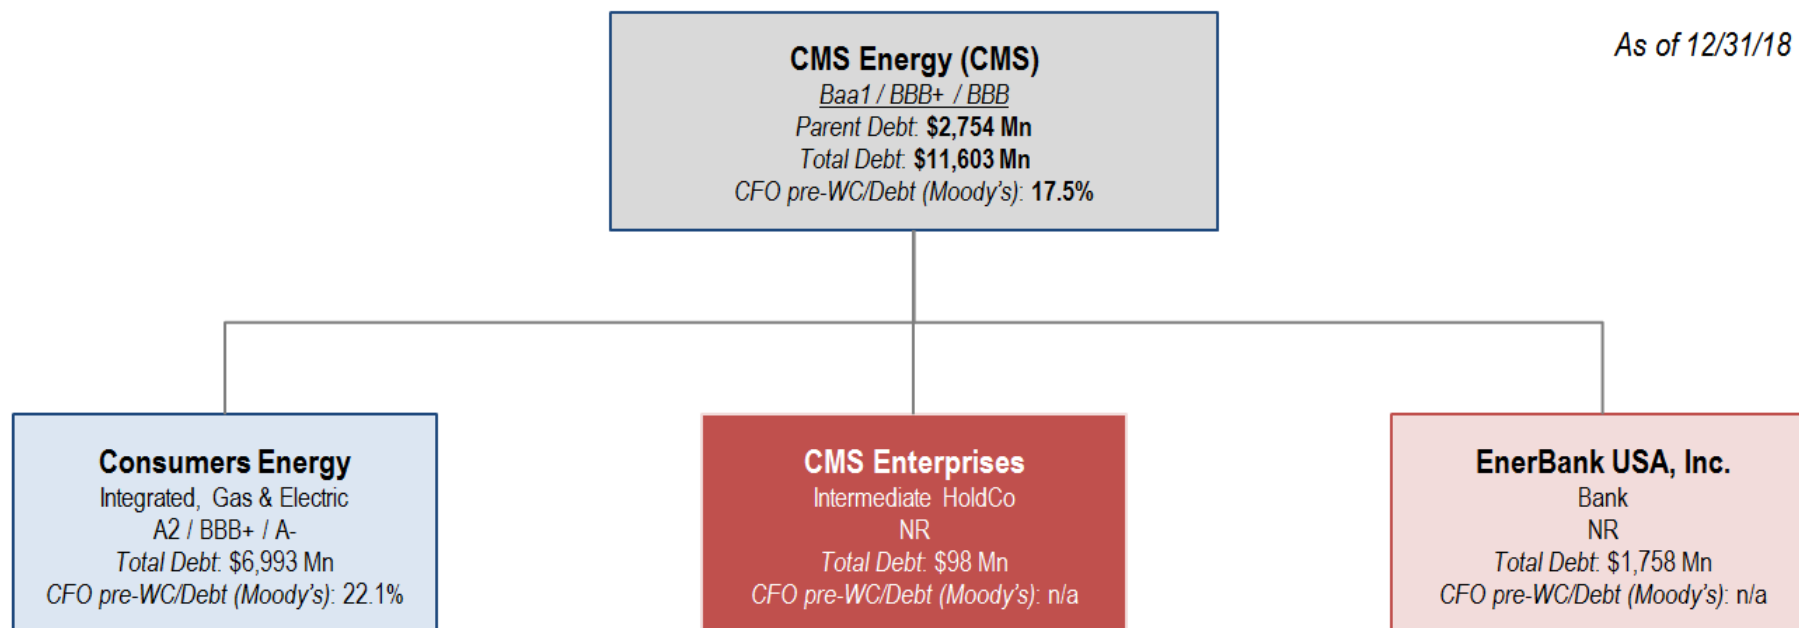 As of 12/31/18
CMS Energy (CMS)
Baa1 / BBB+ / BBB
Parent Debt: $2,754 Mn
Total Debt: $11,603 Mn
CFO pre-WC/Debt (Moody's): 17.5%
Consumers Energy
Integrated, Gas & Electric
A2 / BBB+ / A-
Total Debt: $6,993 Mn
CFO pre-WC/Debt (Moody's): 22.1%
CMS Enterprises
Intermediate HoldCo
NR
Total Debt: $98 Mn
CFO pre-WC/Debt (Moody's): n/a
EnerBank USA, Inc.
Bank
NR
Total Debt: $1,758 Mn
CFO pre-WC/Debt (Moody's): n/a